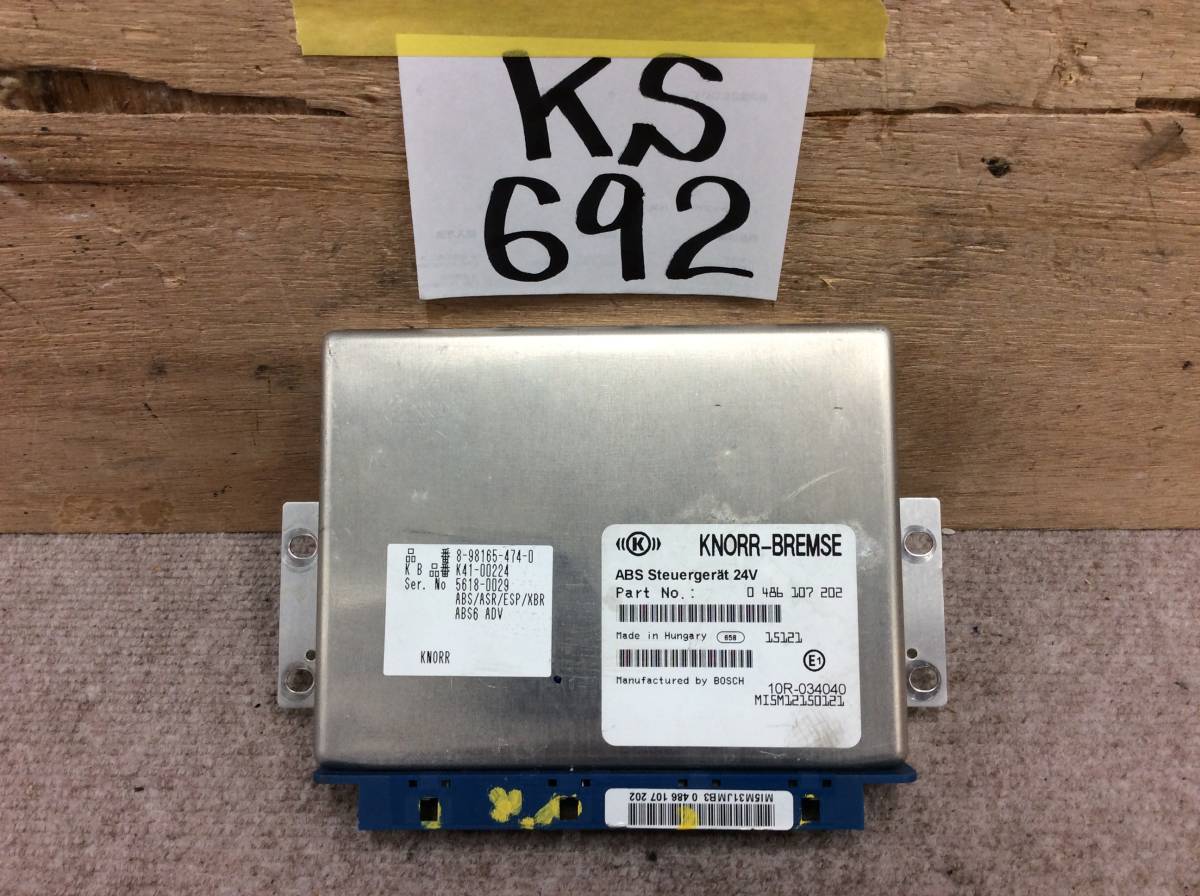 KS
692
8-98165-474-0
K B K41-00224
Ser. No 5618-0029
ABS/ASR/ESP/XBR
ABS6 ADV
KNORR
K KNORR-BREMSE
ABS Steuergerät 24V
Part No.: 0 486 107 202
Made in Hungary 658 15121
E1
Manufactured by BOSCH
10R-034040
MI5M12150121
MI5M31JMB3 0 486 107 202